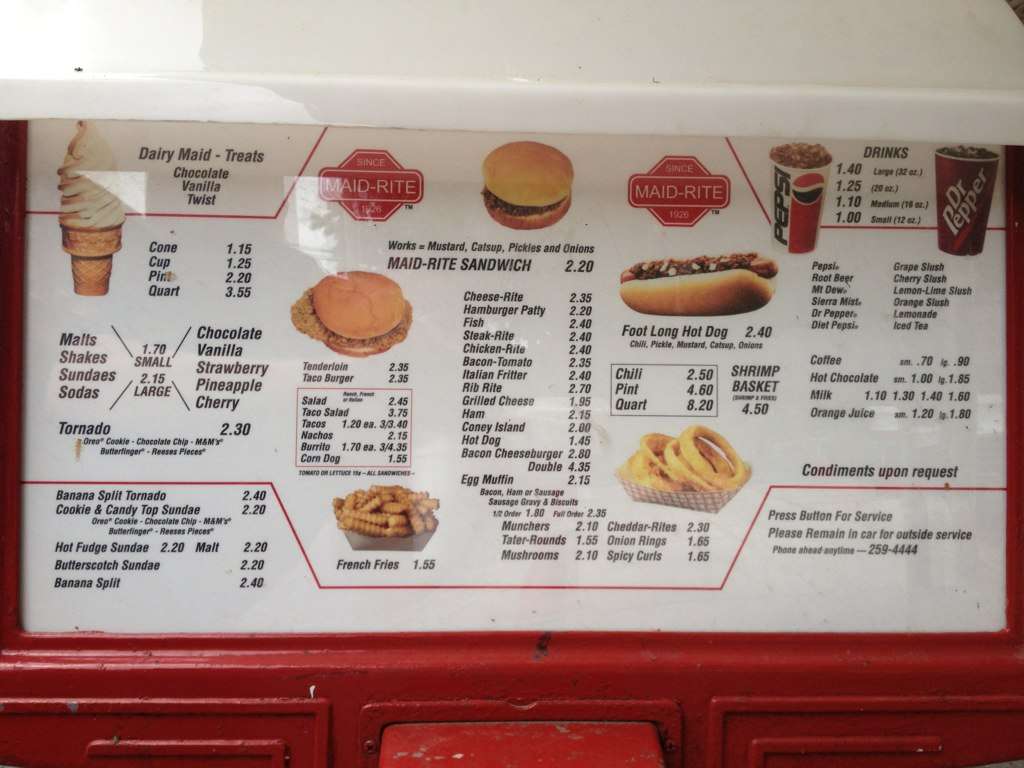 Dairy Maid - Treats
Chocolate
Vanilla
Twist
Cone 1.15
Cup 1.25
Pint 2.20
Quart 3.55
Malts
Shakes
Sundaes
Sodas
1.70
SMALL
2.15
LARGE
Chocolate
Vanilla
Strawberry
Pineapple
Cherry
Tornado 2.30
Oreo® Cookie - Chocolate Chip - M&M's®
Butterfinger® - Reeses Pieces®
Banana Split Tornado 2.40
Cookie & Candy Top Sundae 2.20
Oreo® Cookie - Chocolate Chip - M&M's®
Butterfinger® - Reeses Pieces®
Hot Fudge Sundae 2.20 Malt 2.20
Butterscotch Sundae 2.20
Banana Split 2.40
SINCE
MAID-RITE
1926
TM
SINCE
MAID-RITE
1926
TM
Works = Mustard, Catsup, Pickles and Onions
MAID-RITE SANDWICH 2.20
Tenderloin 2.35
Taco Burger 2.35
Salad Ranch, French or Italian 2.45
Taco Salad 3.75
Tacos 1.20 ea. 3/3.40
Nachos 2.15
Burrito 1.70 ea. 3/4.35
Corn Dog 1.55
TOMATO OR LETTUCE 15¢ - ALL SANDWICHES
French Fries 1.55
Cheese-Rite 2.35
Hamburger Patty 2.20
Fish 2.40
Steak-Rite 2.40
Chicken-Rite 2.40
Bacon-Tomato 2.35
Italian Fritter 2.40
Rib Rite 2.70
Grilled Cheese 1.95
Ham 2.15
Coney Island 2.00
Hot Dog 1.45
Bacon Cheeseburger 2.80
Double 4.35
Egg Muffin 2.15
Bacon, Ham or Sausage
Sausage Gravy & Biscuits
1/2 Order 1.80 Full Order 2.35
Munchers 2.10 Cheddar-Rites 2.30
Tater-Rounds 1.55 Onion Rings 1.65
Mushrooms 2.10 Spicy Curls 1.65
Foot Long Hot Dog 2.40
Chili, Pickle, Mustard, Catsup, Onions
Chili 2.50
Pint 4.60
Quart 8.20
SHRIMP
BASKET
(SHRIMP & FRIES)
4.50
PEPSI
Dr Pepper
DRINKS
1.40 Large (32 oz.)
1.25 (20 oz.)
1.10 Medium (16 oz.)
1.00 Small (12 oz.)
Pepsi® Grape Slush
Root Beer Cherry Slush
Mt Dew® Lemon-Lime Slush
Sierra Mist® Orange Slush
Dr Pepper® Lemonade
Diet Pepsi® Iced Tea
Coffee sm. .70 lg. .90
Hot Chocolate sm. 1.00 lg. 1.85
Milk 1.10 1.30 1.40 1.60
Orange Juice sm. 1.20 lg. 1.80
Condiments upon request
Press Button For Service
Please Remain in car for outside service
Phone ahead anytime — 259-4444